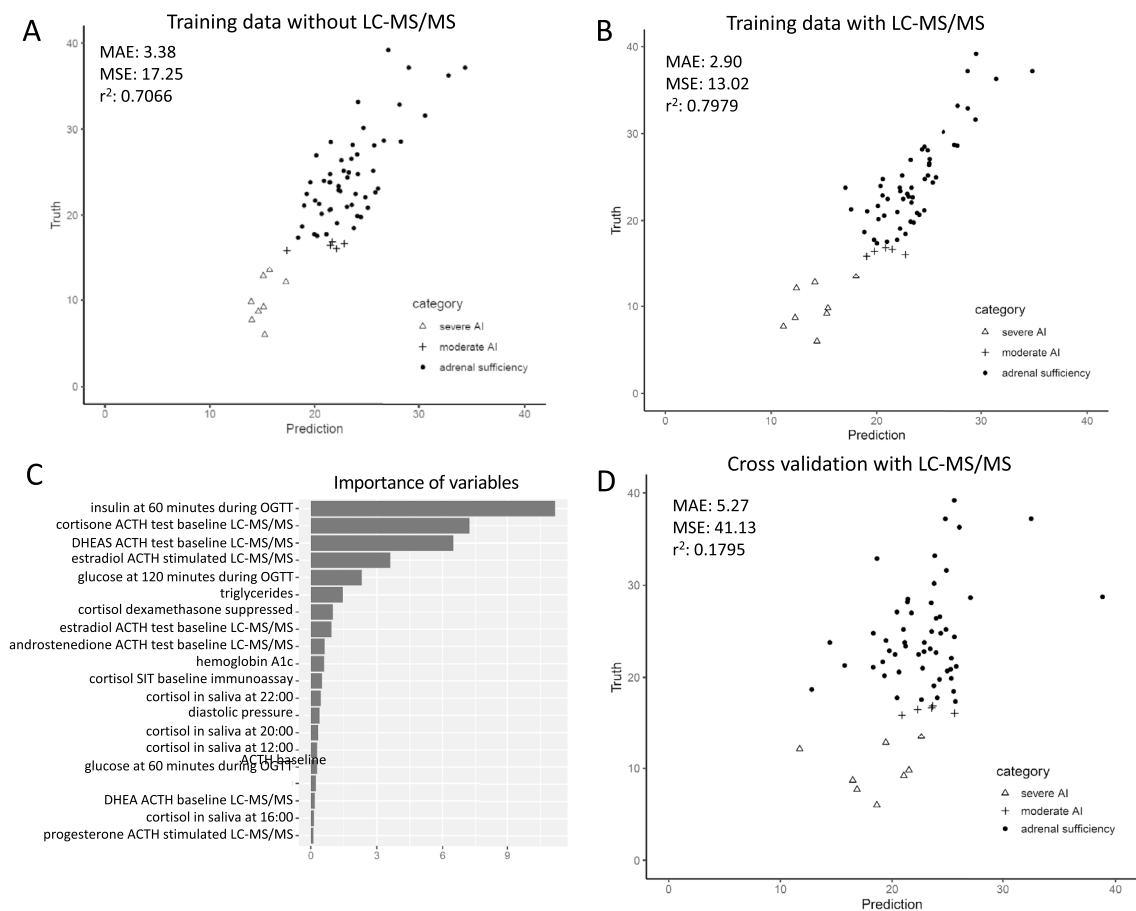 A
Training data without LC-MS/MS
MAE: 3.38
MSE: 17.25
r²: 0.7066
40
30
20
10
0
Truth
category
severe AI
moderate AI
adrenal sufficiency
0 10 20 30 40
Prediction
B
Training data with LC-MS/MS
MAE: 2.90
MSE: 13.02
r²: 0.7979
40
30
20
10
0
Truth
category
severe AI
moderate AI
adrenal sufficiency
0 10 20 30 40
Prediction
C
Importance of variables
insulin at 60 minutes during OGTT
cortisone ACTH test baseline LC-MS/MS
DHEAS ACTH test baseline LC-MS/MS
estradiol ACTH stimulated LC-MS/MS
glucose at 120 minutes during OGTT
triglycerides
cortisol dexamethasone suppressed
estradiol ACTH test baseline LC-MS/MS
androstenedione ACTH test baseline LC-MS/MS
hemoglobin A1c
cortisol SIT baseline immunoassay
cortisol in saliva at 22:00
diastolic pressure
cortisol in saliva at 20:00
cortisol in saliva at 12:00
ACTH baseline
glucose at 60 minutes during OGTT
DHEA ACTH baseline LC-MS/MS
cortisol in saliva at 16:00
progesterone ACTH stimulated LC-MS/MS
0 3 6 9
D
Cross validation with LC-MS/MS
MAE: 5.27
MSE: 41.13
r²: 0.1795
40
30
20
10
0
Truth
category
severe AI
moderate AI
adrenal sufficiency
0 10 20 30 40
Prediction